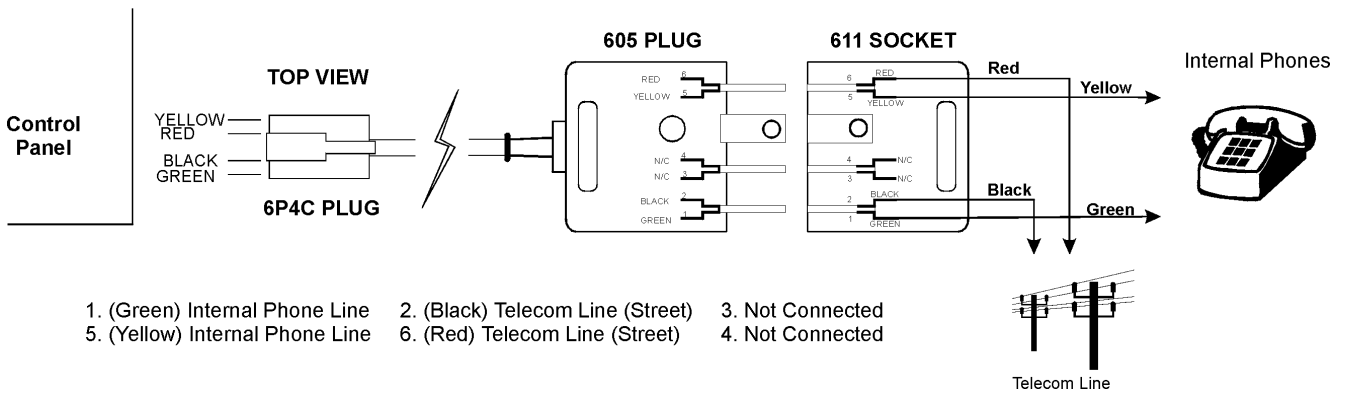 605 PLUG
611 SOCKET
Internal Phones
TOP VIEW
Control
Panel
YELLOW
RED
BLACK
GREEN
6P4C PLUG
RED 6
YELLOW 5
N/C 4
N/C 3
BLACK 2
GREEN 1
6 RED
5 YELLOW
4 N/C
3 N/C
2 BLACK
1 GREEN
Red
Yellow
Black
Green
1. (Green) Internal Phone Line 2. (Black) Telecom Line (Street) 3. Not Connected
5. (Yellow) Internal Phone Line 6. (Red) Telecom Line (Street) 4. Not Connected
Telecom Line